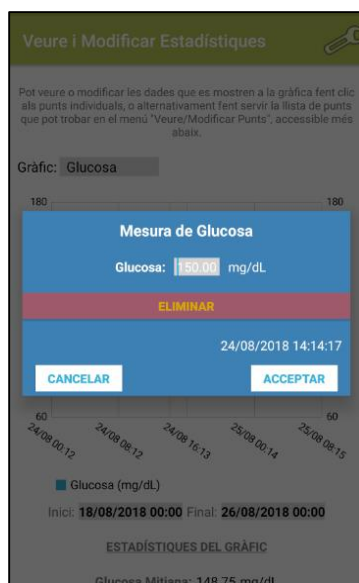 Veure i Modificar Estadístiques
Pot veure o modificar les dades que es mostren a la gràfica fent clic
als punts individuals, o alternativament fent servir la llista de punts
que pot trobar en el menú "Veure/Modificar Punts", accessible més
abaix.
Gràfic: Glucosa
180 180
Mesura de Glucosa
Glucosa: 150.00 mg/dL
ELIMINAR
24/08/2018 14:14:17
CANCELAR ACCEPTAR
60 60
24/08 00:12 24/08 08:12 24/08 16:13 25/08 00:14 25/08 08:15
Glucosa (mg/dL)
Inici: 18/08/2018 00:00 Final: 26/08/2018 00:00
ESTADÍSTIQUES DEL GRÀFIC
Glucosa Mitjana: 148.75 mg/dL